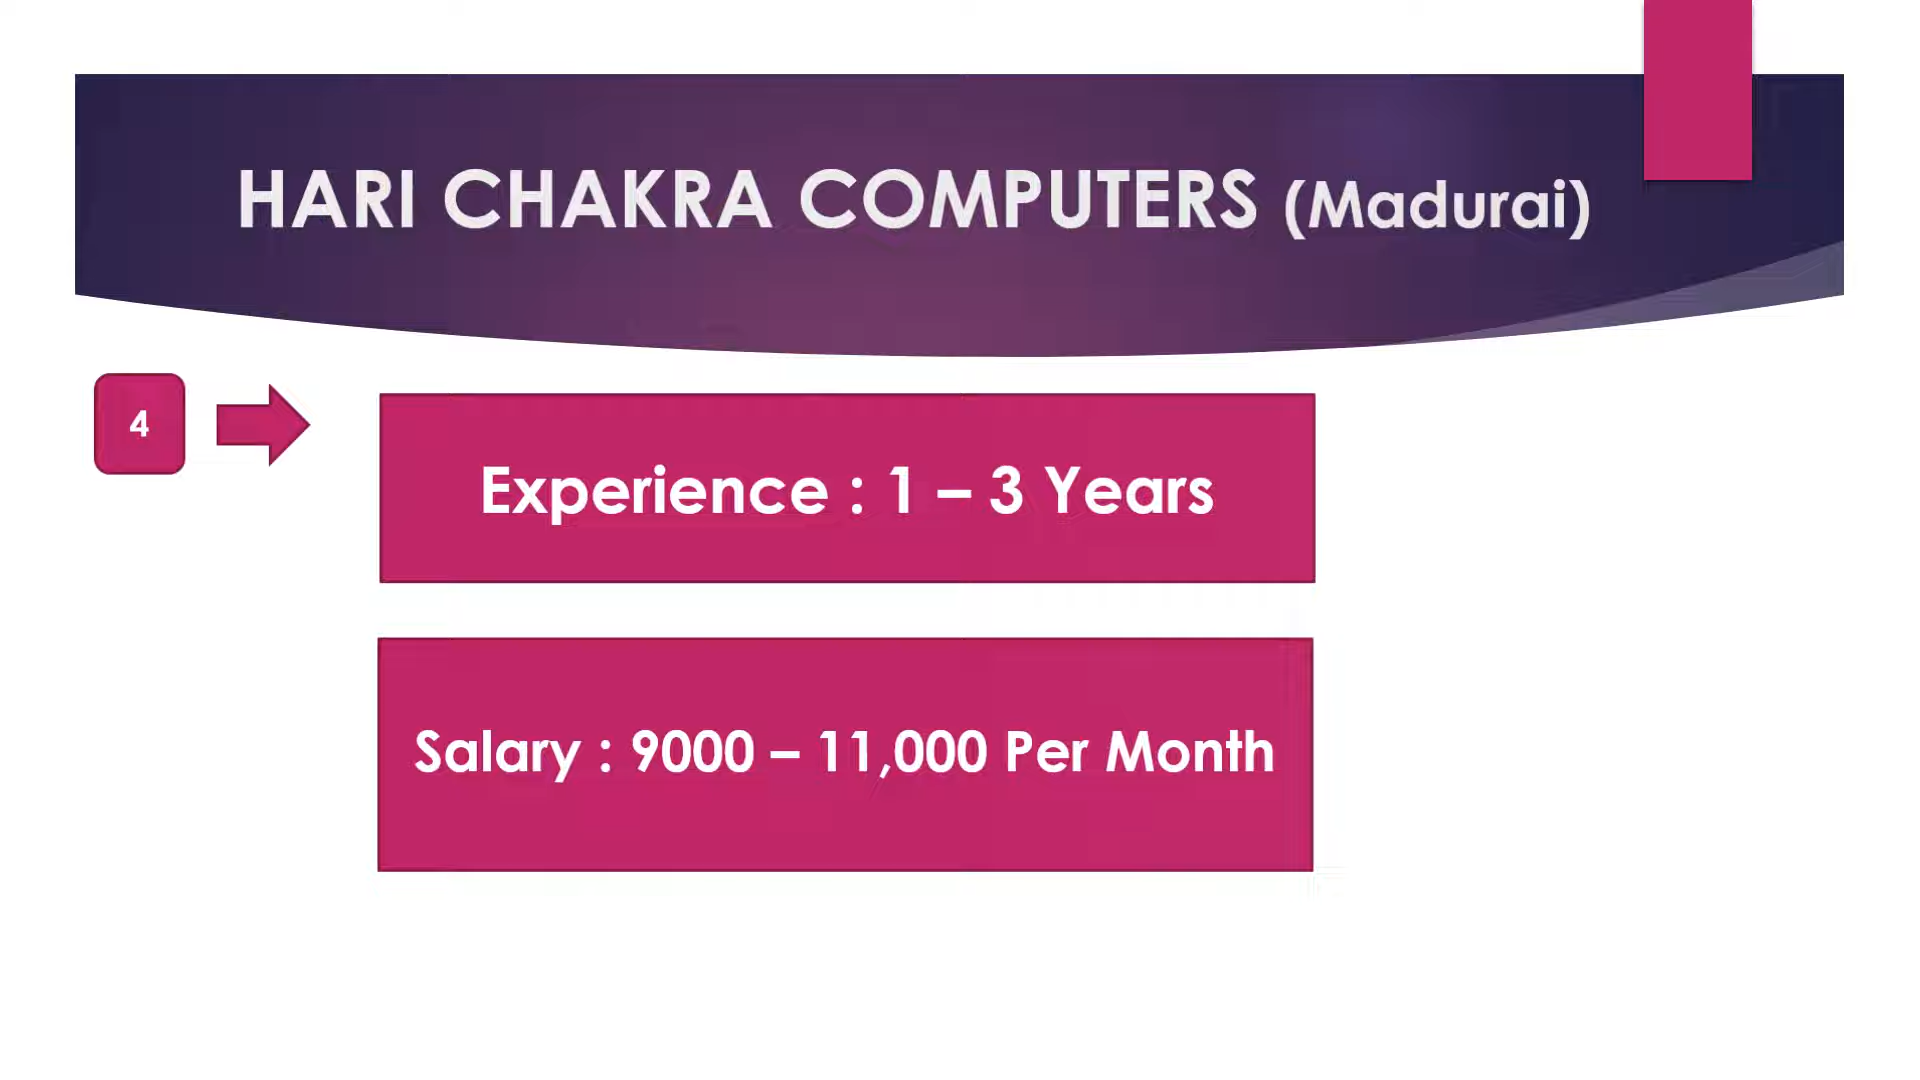 HARI CHAKRA COMPUTERS (Madurai)
4
Experience : 1 – 3 Years
Salary : 9000 – 11,000 Per Month